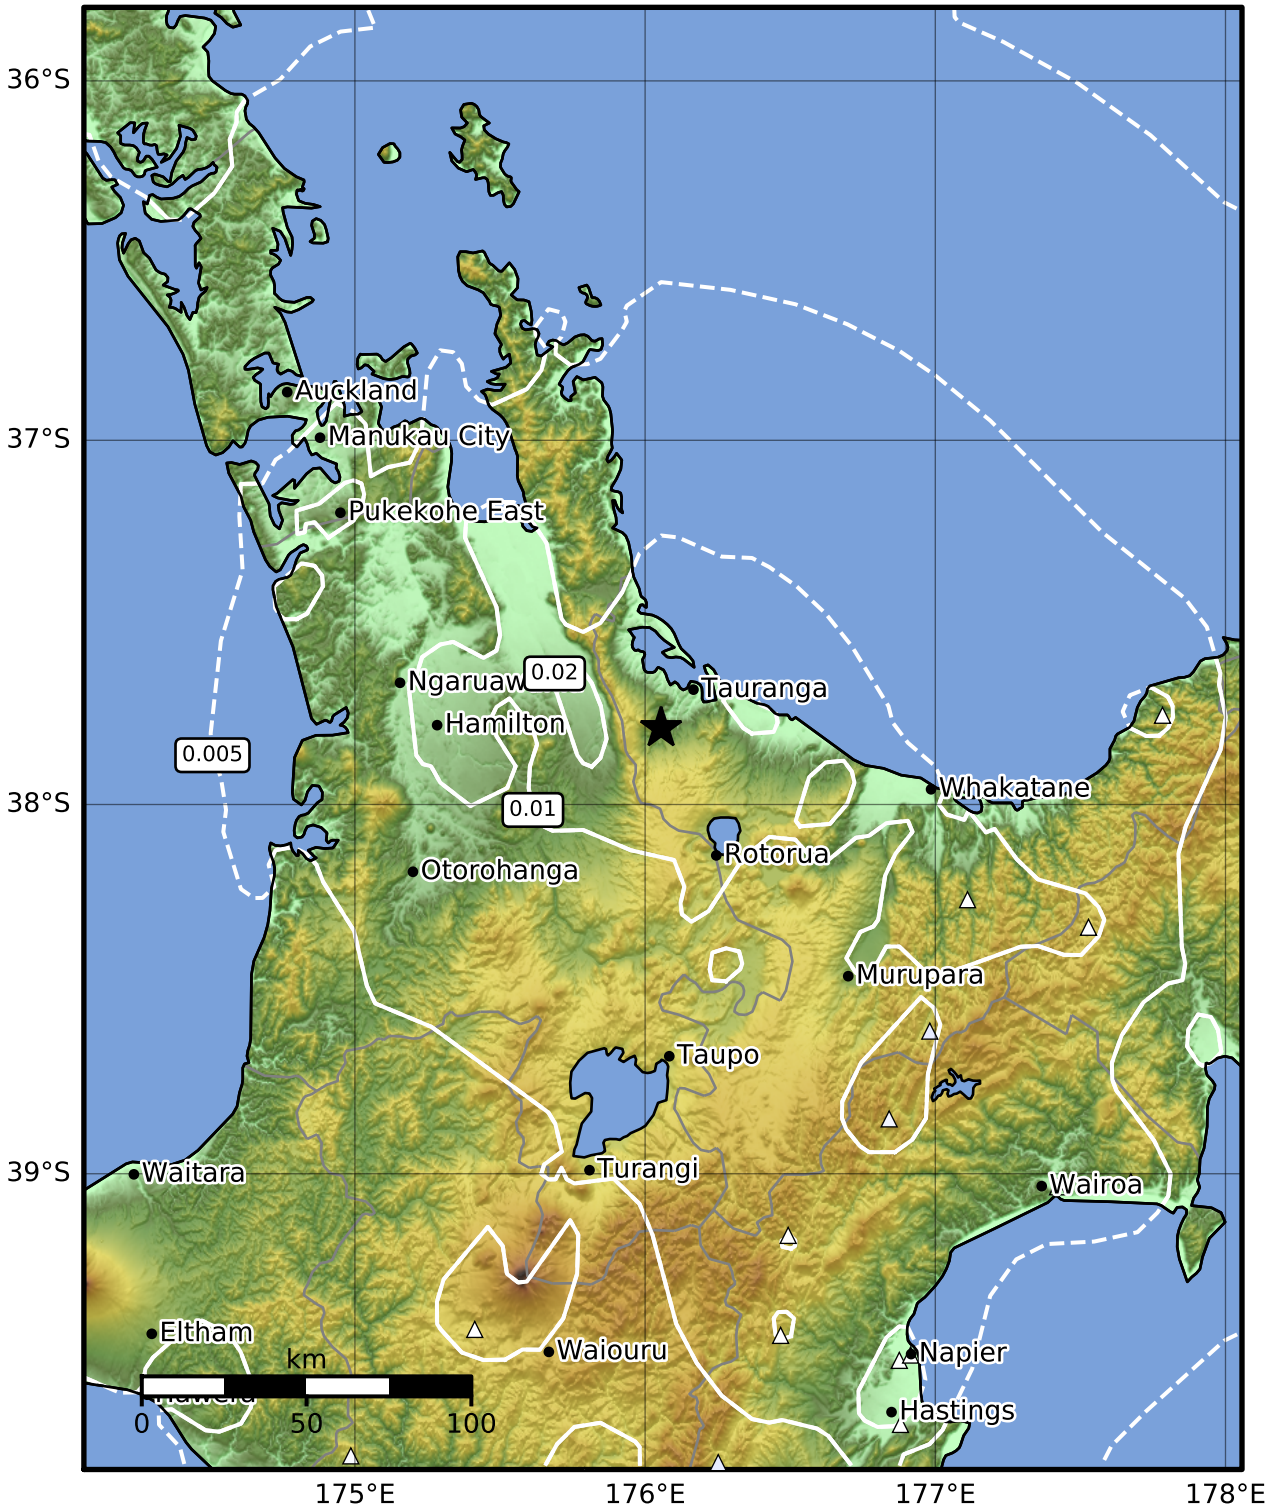 36°S
Auckland
37°S
Manukau City
Pukekohe East
0.02
Ngaruaw
Tauranga
Hamilton
0.005
Whakatane
38°S
0.01
Rotorua
Otorohanga
Murupara
Taupo
39°S
Waitara
Turangi
Wairoa
Eltham
Waiouru
Napier
km
Hastings
0
50
100
175°E
176°E
177°E
178°E